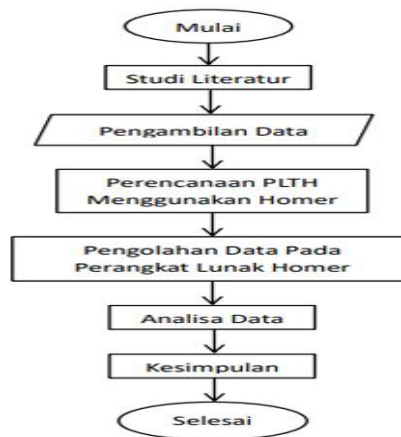 Mulai
Studi Literatur
Pengambilan Data
Perencanaan PLTH
Menggunakan Homer
Pengolahan Data Pada
Perangkat Lunak Homer
Analisa Data
Kesimpulan
Selesai